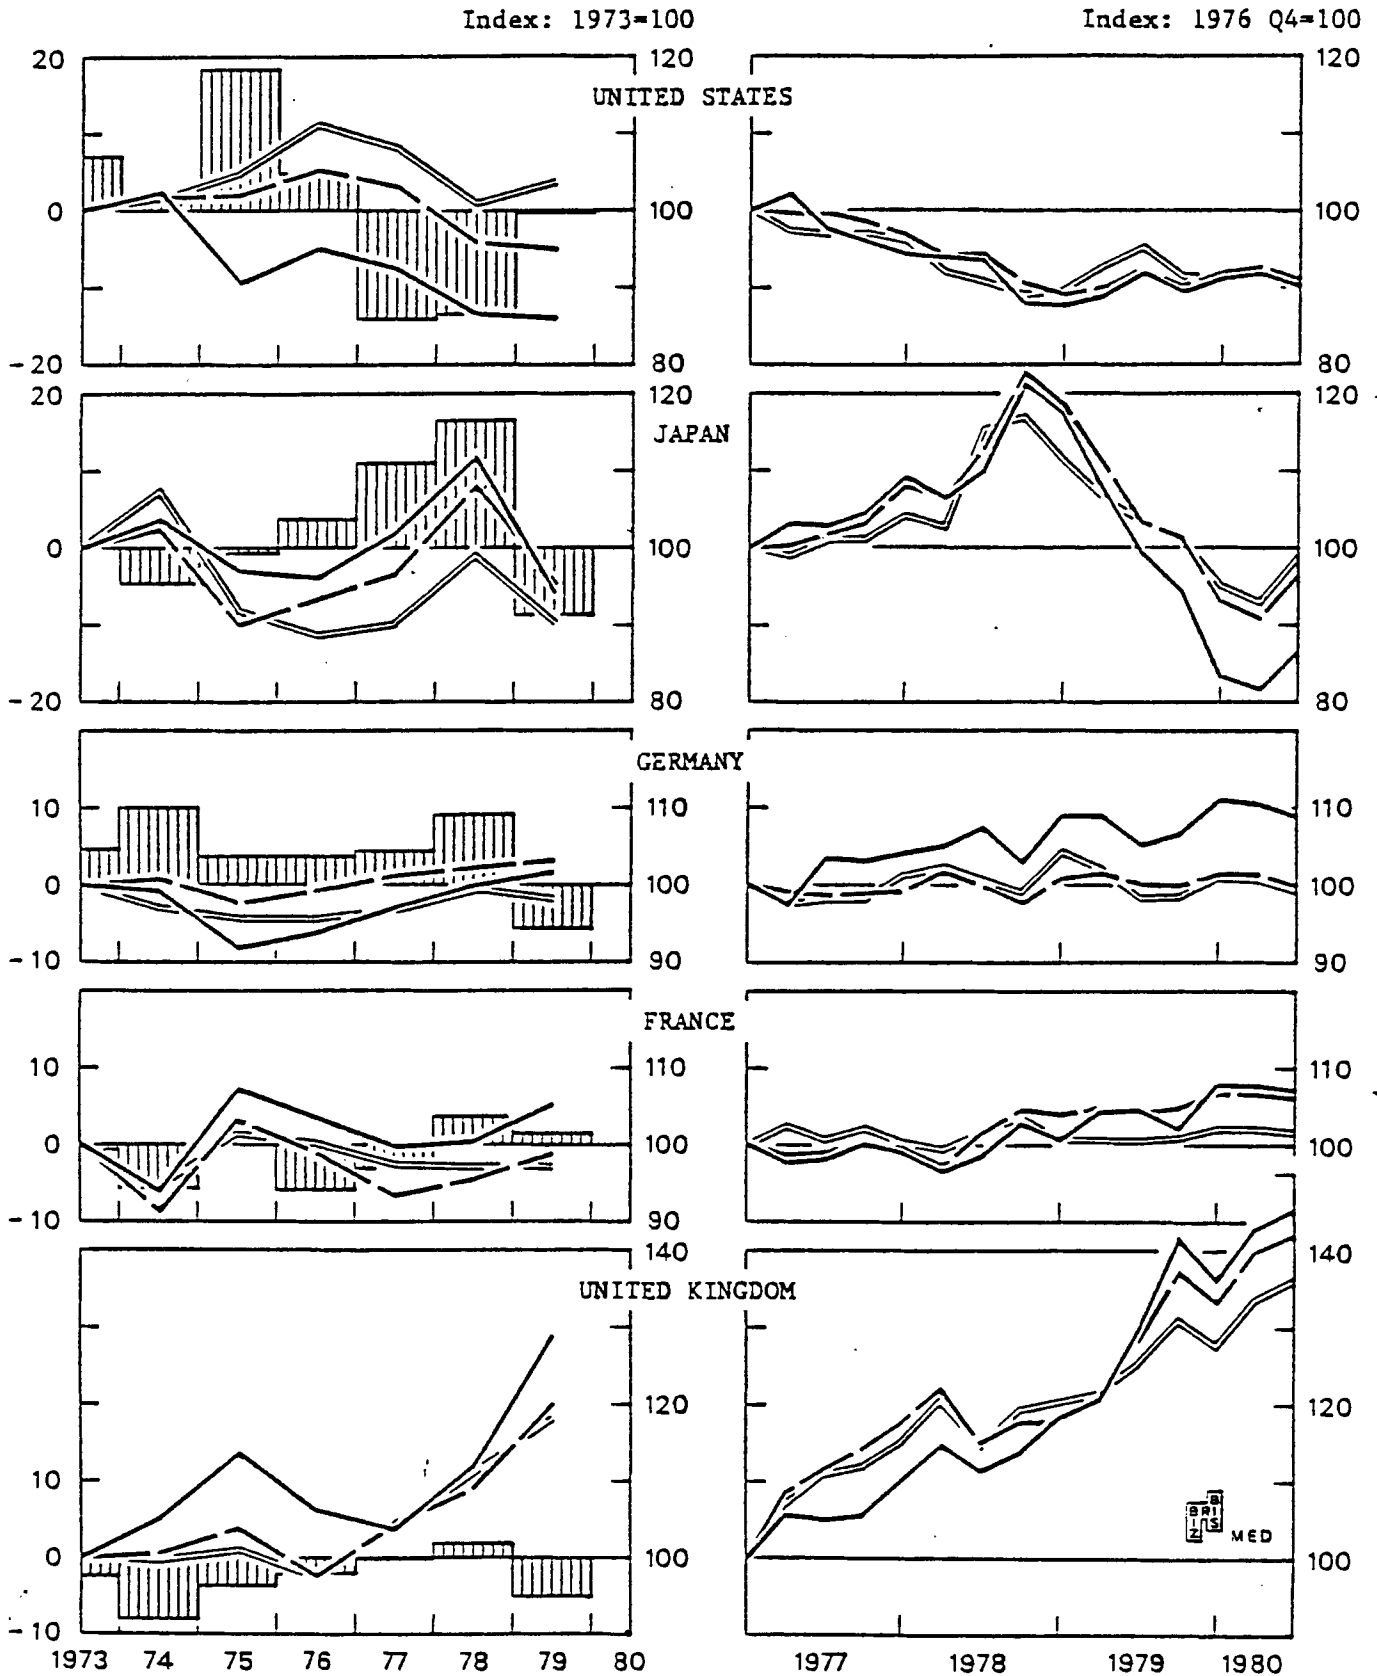 Index: 1973=100 Index: 1976 Q4=100
20 120 120
UNITED STATES
0 100 100
-20 80 80
20 120 120
JAPAN
0 100 100
-20 80 80
GERMANY
10 110 110
0 100 100
-10 90 90
FRANCE
10 110 110
0 100 100
-10 90
140 140
UNITED KINGDOM
120 120
10
B
BRI
IZ S MED
0 100 100
-10
1973 74 75 76 77 78 79 80 1977 1978 1979 1980